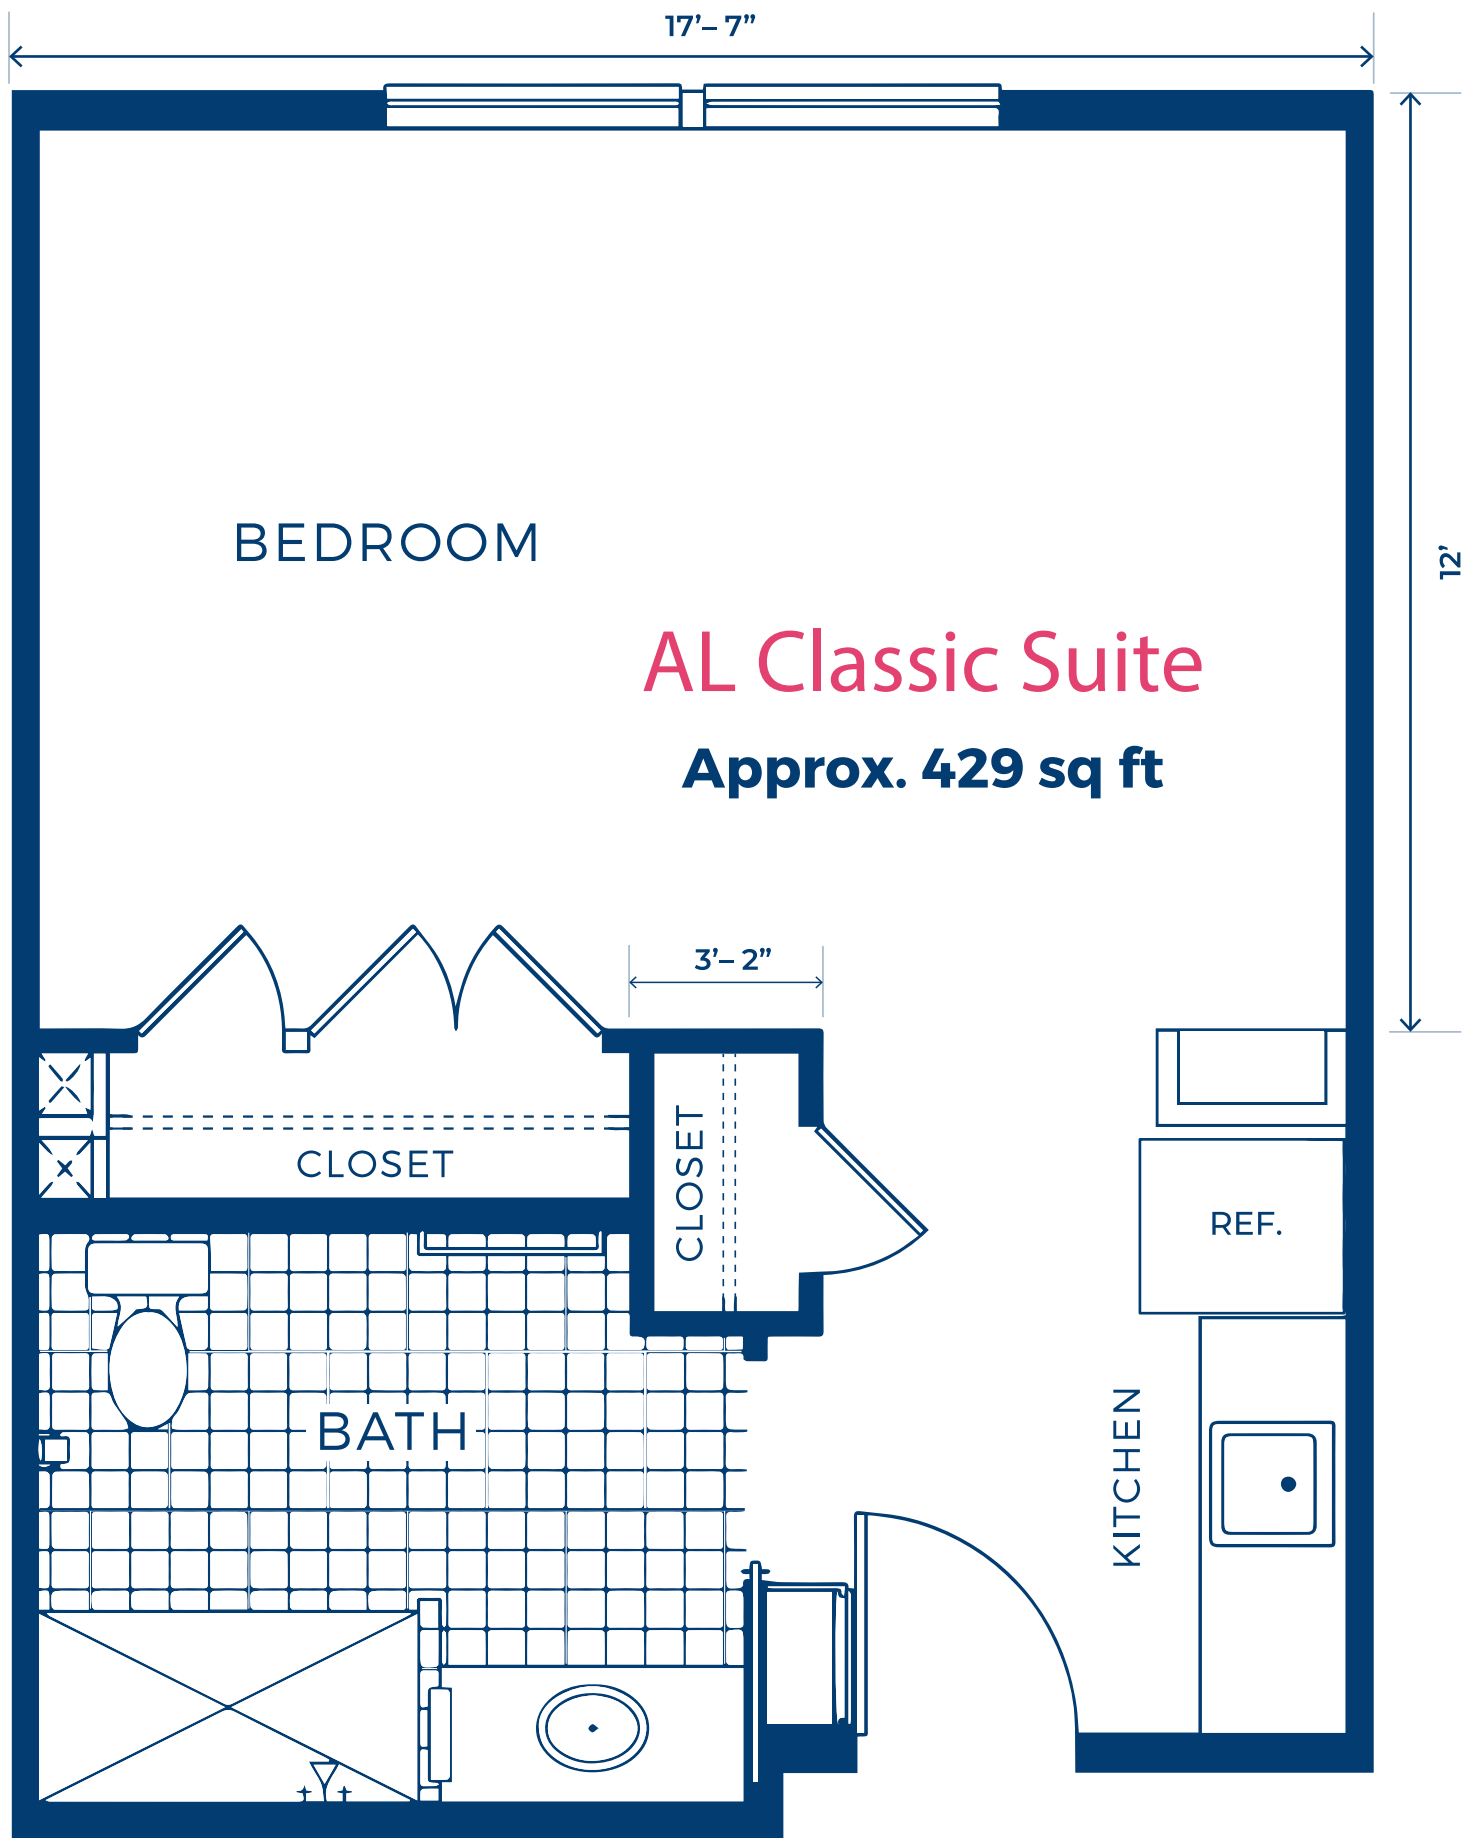 17’– 7”
12’
BEDROOM
AL Classic Suite
Approx. 429 sq ft
3’– 2”
CLOSET
CLOSET
REF.
KITCHEN
BATH